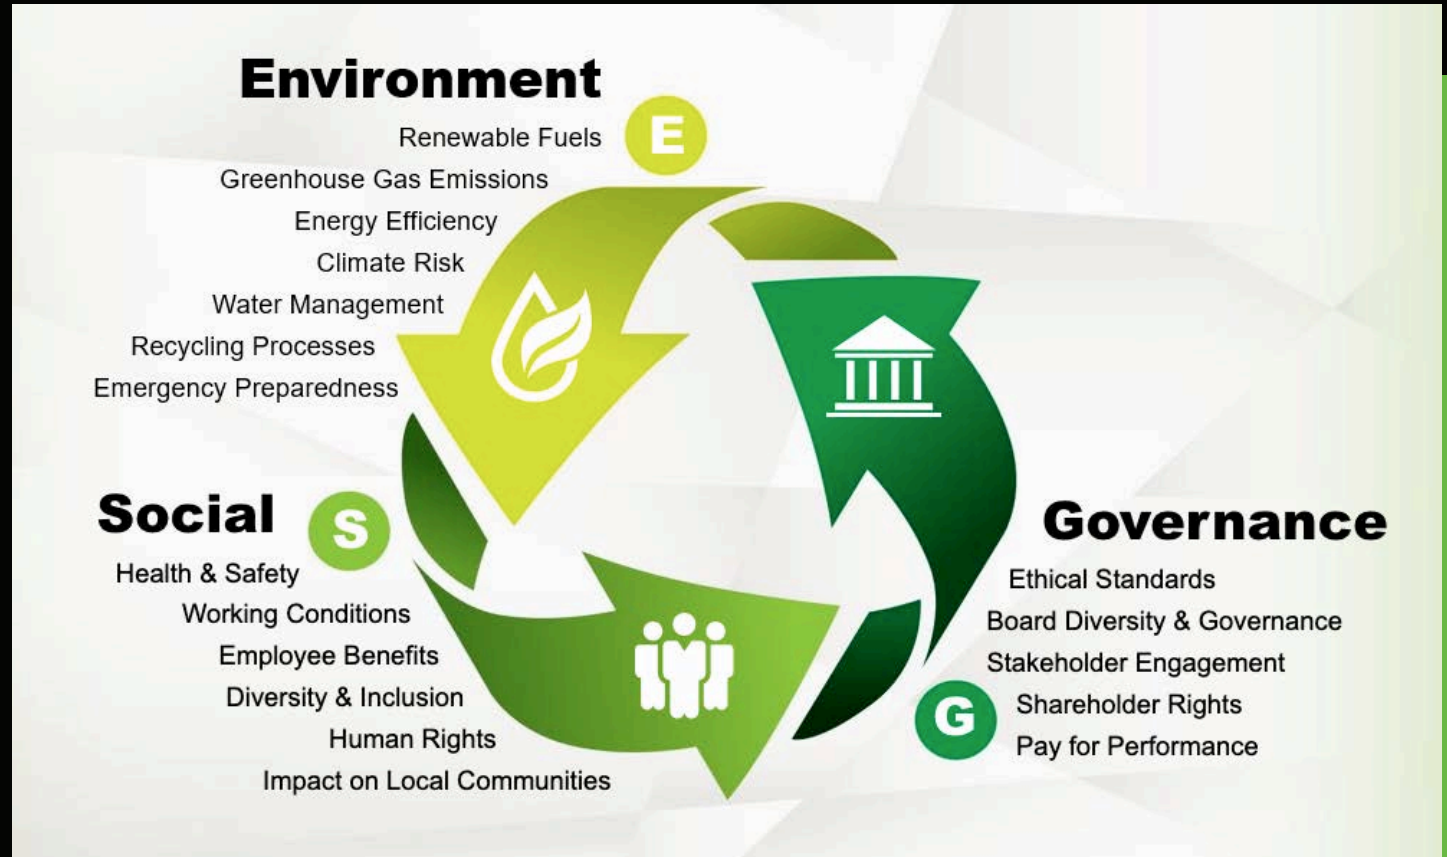 Environment
E
Renewable Fuels
Greenhouse Gas Emissions
Energy Efficiency
Climate Risk
Water Management
Recycling Processes
Emergency Preparedness
Social
S
Health & Safety
Working Conditions
Employee Benefits
Diversity & Inclusion
Human Rights
Impact on Local Communities
Governance
Ethical Standards
Board Diversity & Governance
Stakeholder Engagement
G
Shareholder Rights
Pay for Performance